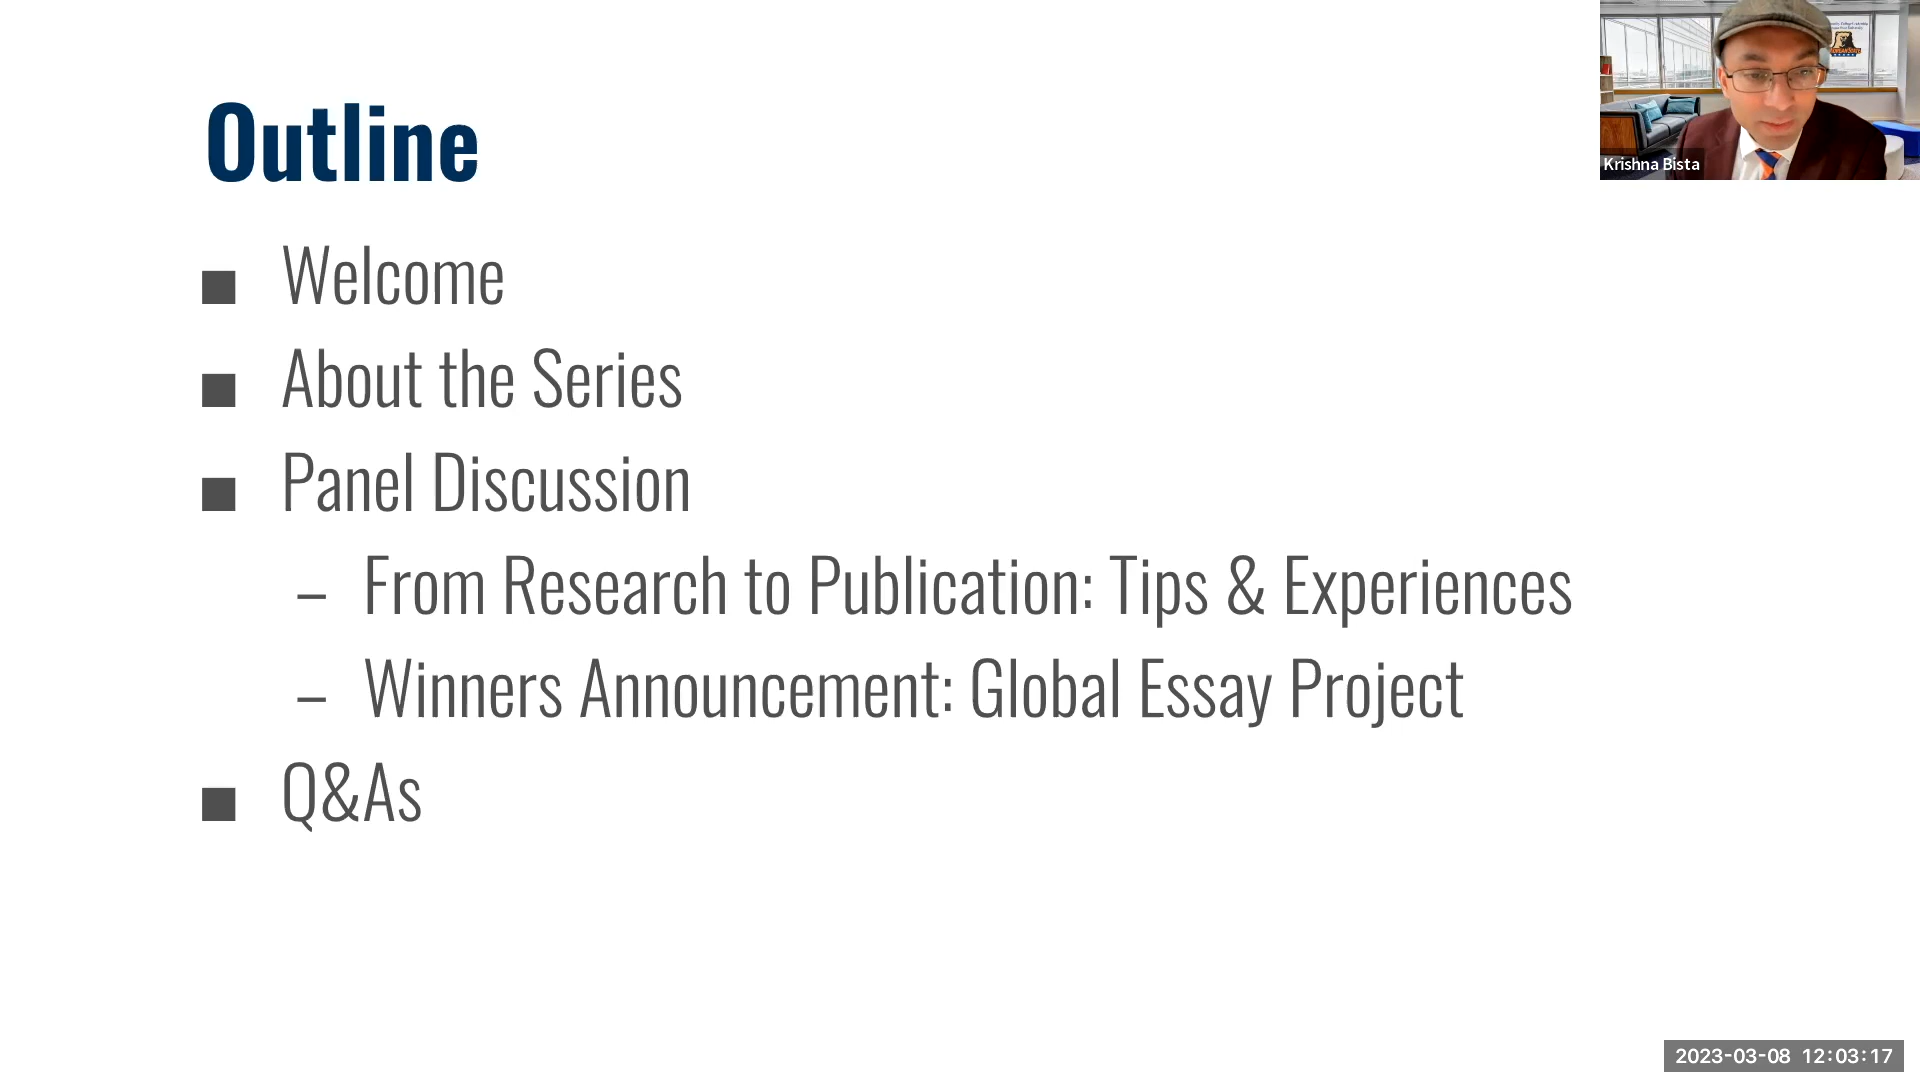 Outline
■ Welcome
■ About the Series
■ Panel Discussion
– From Research to Publication: Tips & Experiences
– Winners Announcement: Global Essay Project
■ Q&As
Krishna Bista
2023-03-08 12:03:17